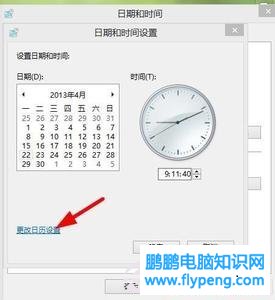 日期和时间
日期和时间设置
设置日期和时间:
日期(D):
时间(T):
2013年4月
一 二 三 四 五 六 日
25 26 27 28 29 30 31
1 2 3 4 5 6 7
8 9 10 11 12 13 14
15 16 17 18 19 20 21
22 23 24 25 26 27 28
29 30 1 2 3 4 5
9:11:40
更改日历设置
鹏鹏电脑知识网
www.flypeng.com